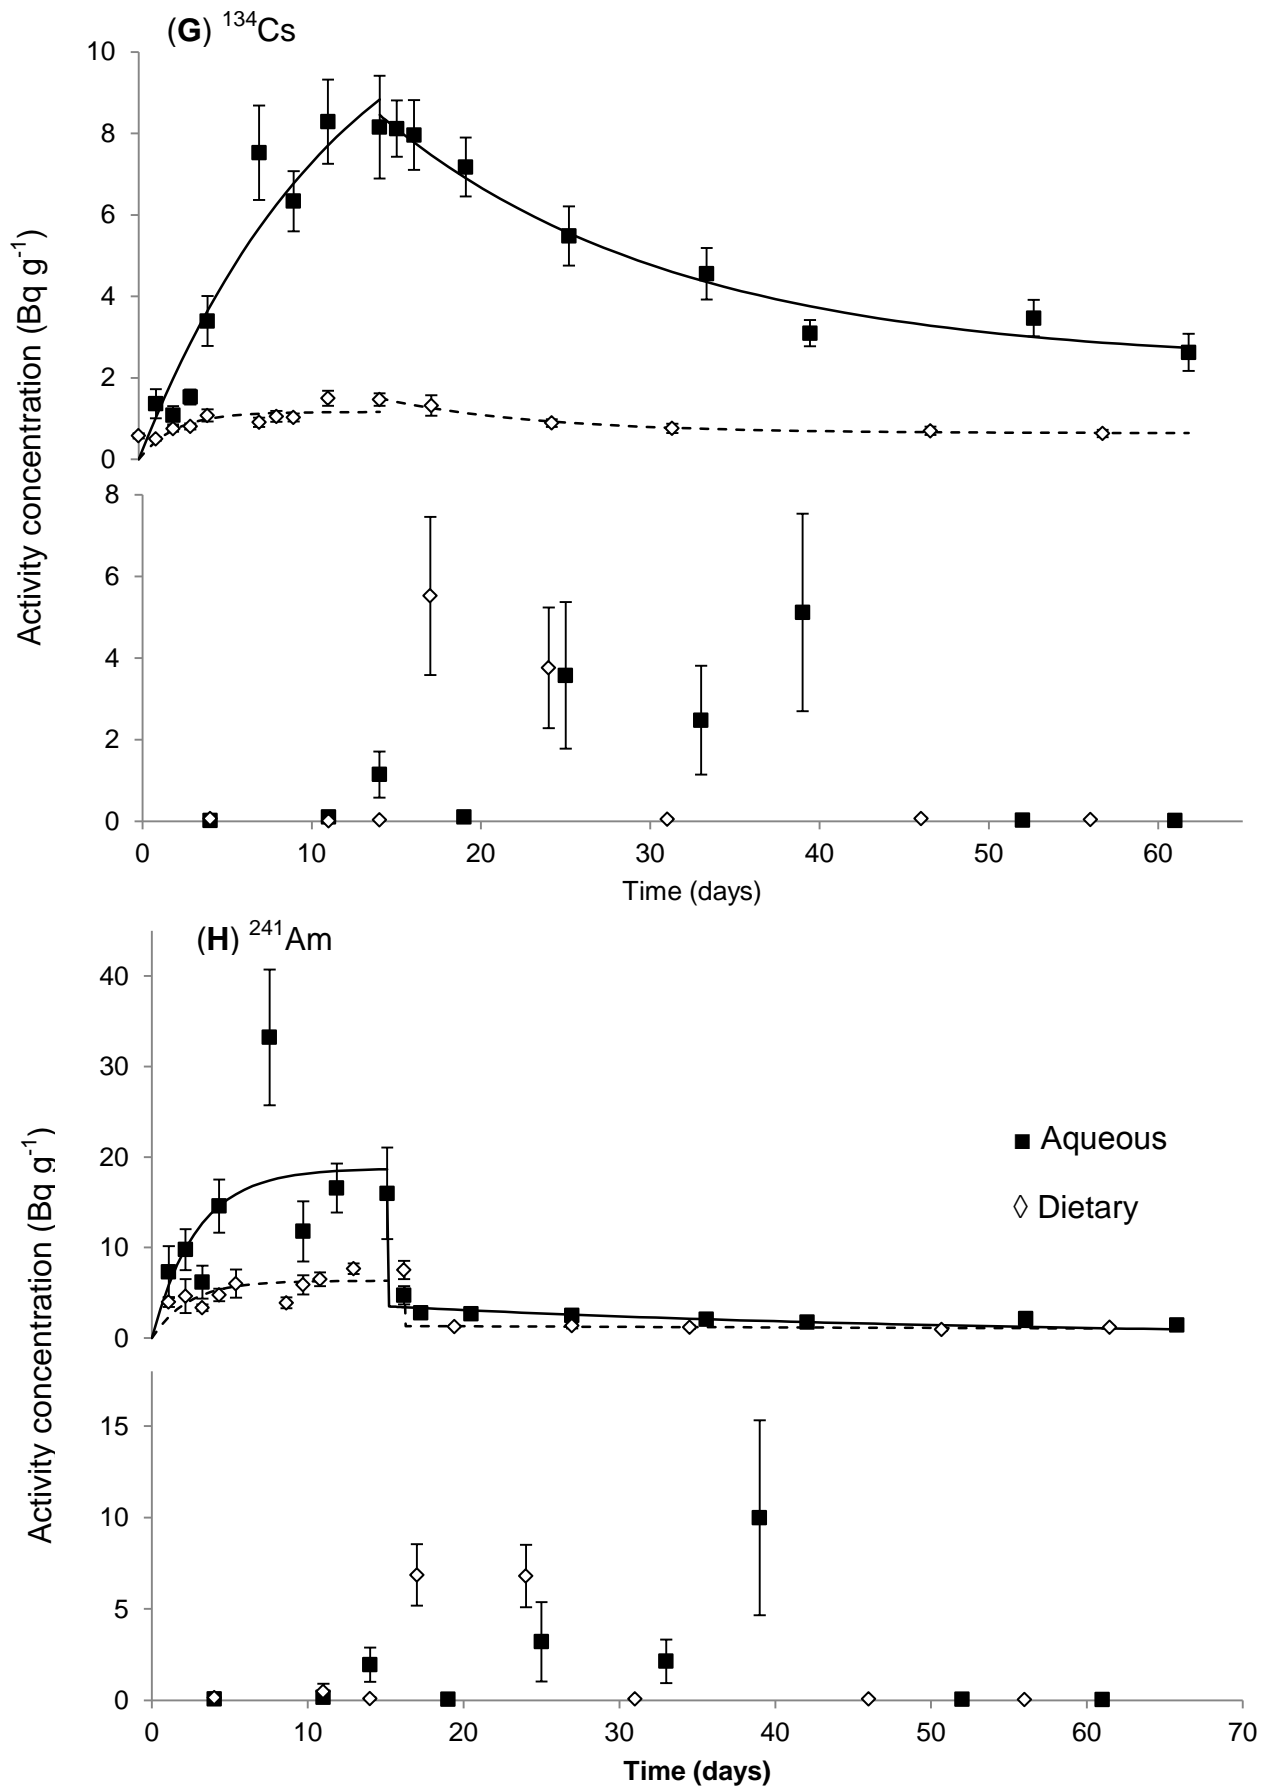 (G) ¹³⁴Cs
10
8
6
4
2
0
Activity concentration (Bq g⁻¹)
8
6
4
2
0
0 10 20 30 40 50 60
Time (days)
(H) ²⁴¹Am
40
30
20
10
0
Aqueous
Dietary
Activity concentration (Bq g⁻¹)
15
10
5
0
0 10 20 30 40 50 60 70
Time (days)